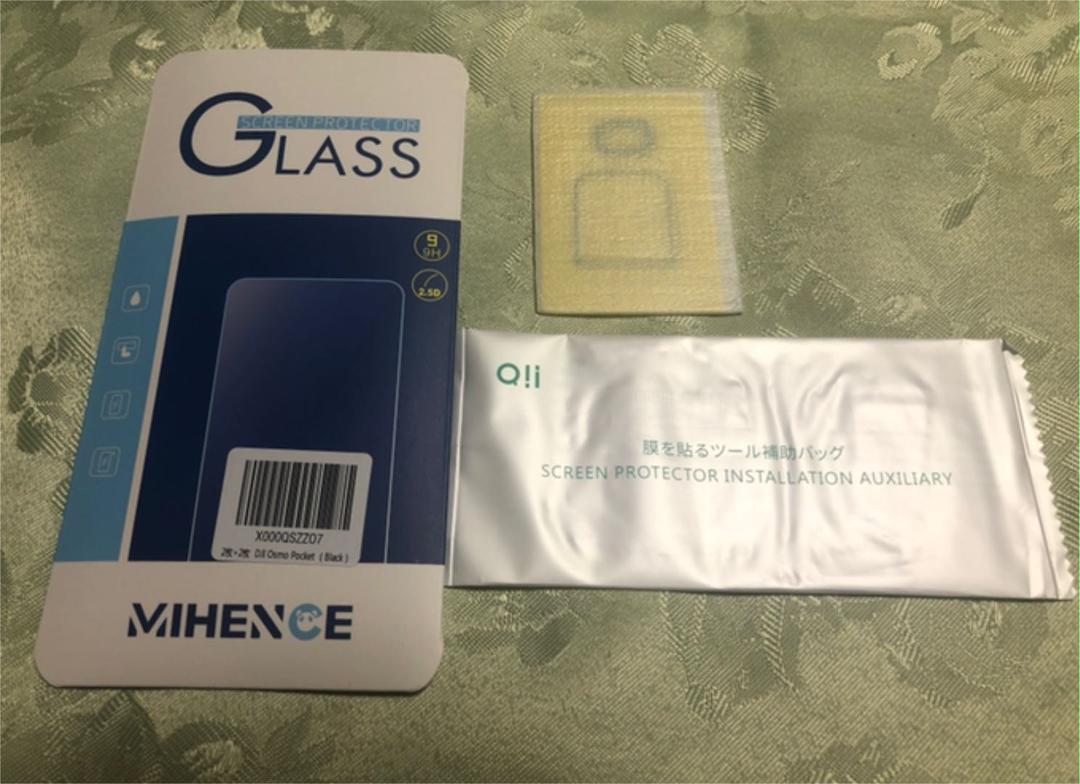 GLASS
SCREEN PROTECTOR
9
9H
2.5D
X000QSZZO7
2枚+2枚 DJI Osmo Pocket (Black)
MIHENCE
Q!i
膜を貼るツール補助バッグ
SCREEN PROTECTOR INSTALLATION AUXILIARY